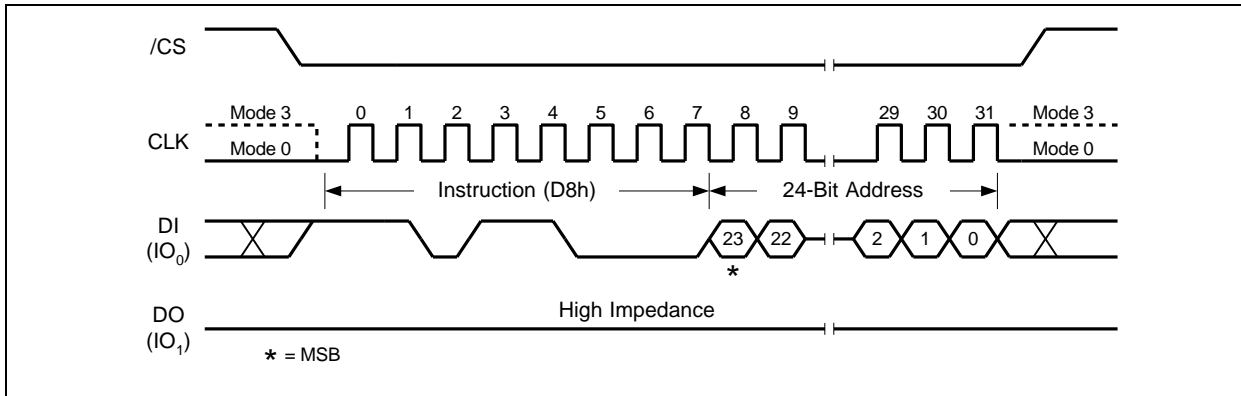 /CS
Mode 3 0 1 2 3 4 5 6 7 8 9 29 30 31 Mode 3
CLK
Mode 0 Mode 0
Instruction (D8h) 24-Bit Address
DI
(IO0)
23 22 2 1 0
*
High Impedance
DO
(IO1)
* = MSB